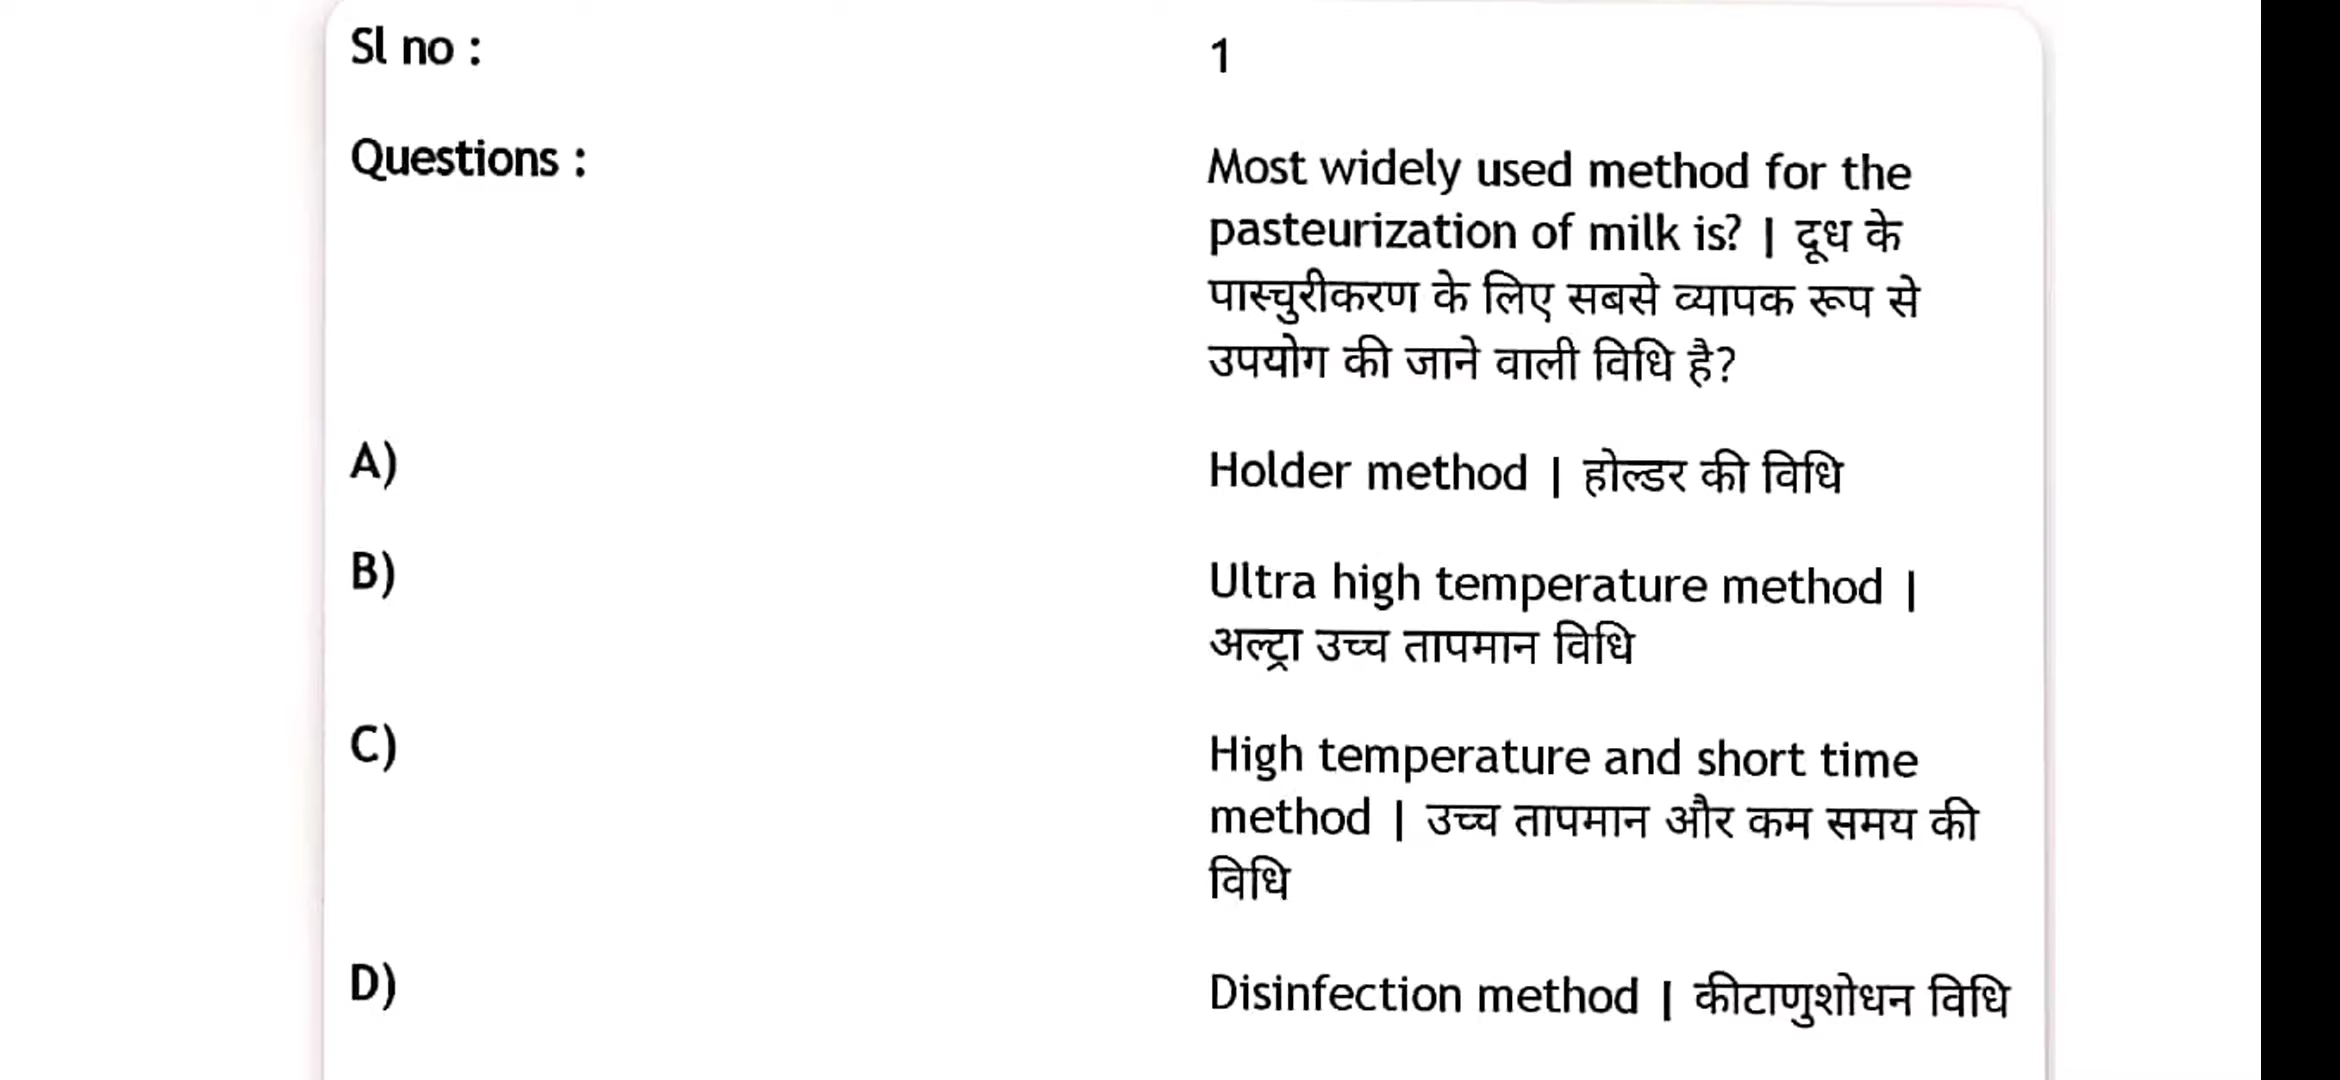 Sl no :
1
Questions :
Most widely used method for the
pasteurization of milk is? | दूध के
पास्चुरीकरण के लिए सबसे व्यापक रूप से
उपयोग की जाने वाली विधि है?
A)
Holder method | होल्डर की विधि
B)
Ultra high temperature method |
अल्ट्रा उच्च तापमान विधि
C)
High temperature and short time
method | उच्च तापमान और कम समय की
विधि
D)
Disinfection method | कीटाणुशोधन विधि